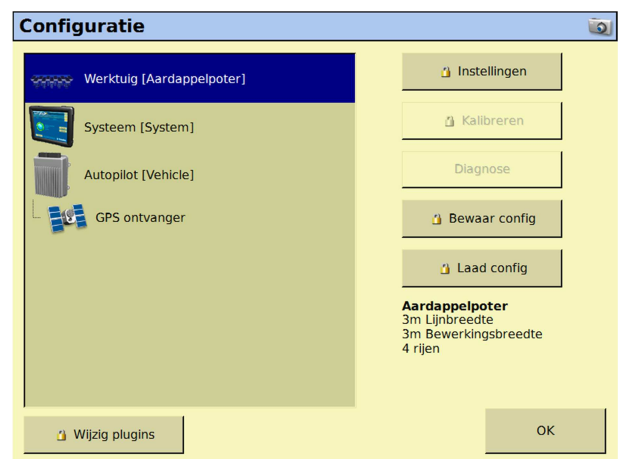 Configuratie
Werktuig [Aardappelpoter]
Systeem [System]
Autopilot [Vehicle]
GPS ontvanger
Instellingen
Kalibreren
Diagnose
Bewaar config
Laad config
Aardappelpoter
3m Lijnbreedte
3m Bewerkingsbreedte
4 rijen
Wijzig plugins
OK